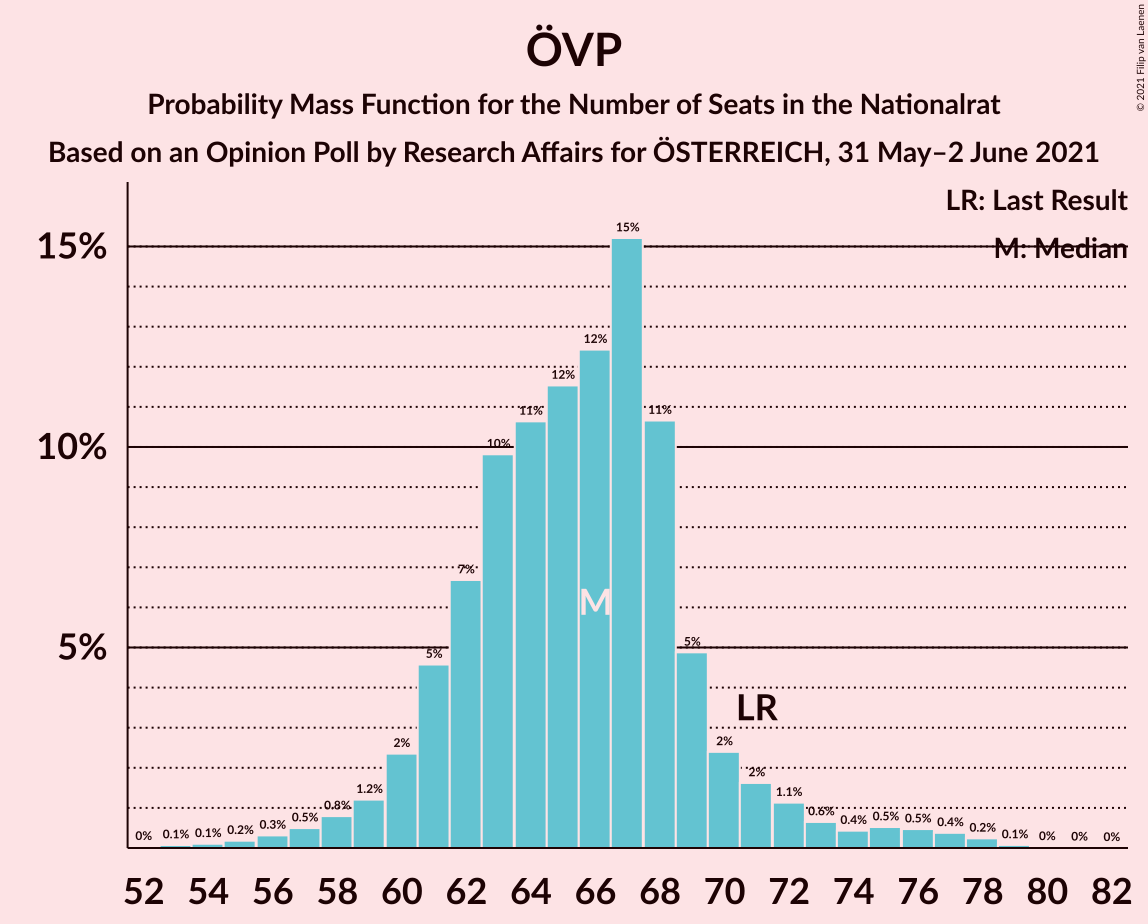 ÖVP
Probability Mass Function for the Number of Seats in the Nationalrat
Based on an Opinion Poll by Research Affairs for ÖSTERREICH, 31 May–2 June 2021
© 2021 Filip van Laenen
LR: Last Result
M: Median
15%
10%
5%
0% 0.1% 0.1% 0.2% 0.3% 0.5% 0.8% 1.2% 2% 5% 7% 10% 11% 12% 12% 15% 11% 5% 2% 2% 1.1% 0.6% 0.4% 0.5% 0.5% 0.4% 0.2% 0.1% 0% 0% 0%
M
LR
52 54 56 58 60 62 64 66 68 70 72 74 76 78 80 82